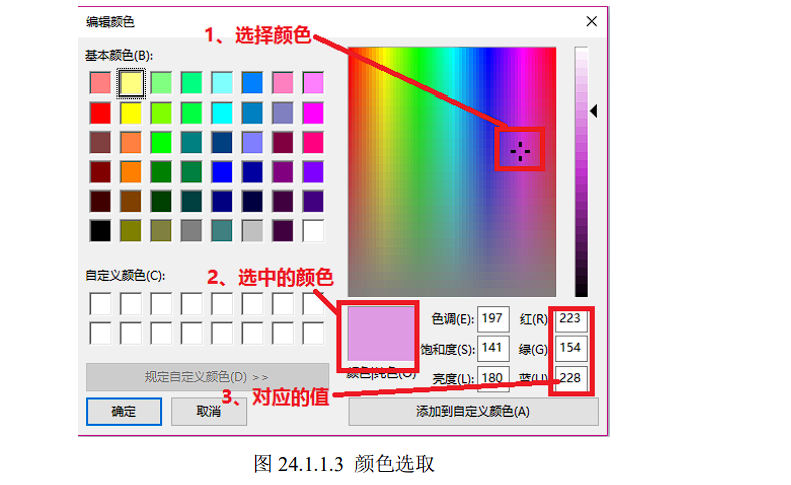 编辑颜色
1、选择颜色
基本颜色(B):
自定义颜色(C):
2、选中的颜色
色调(E): 197 红(R) 223
饱和度(S): 141 绿(G) 154
颜色|纯色(O) 亮度(L): 180 蓝(U) 228
规定自定义颜色(D) >>
3、对应的值
确定 取消 添加到自定义颜色(A)
图 24.1.1.3 颜色选取